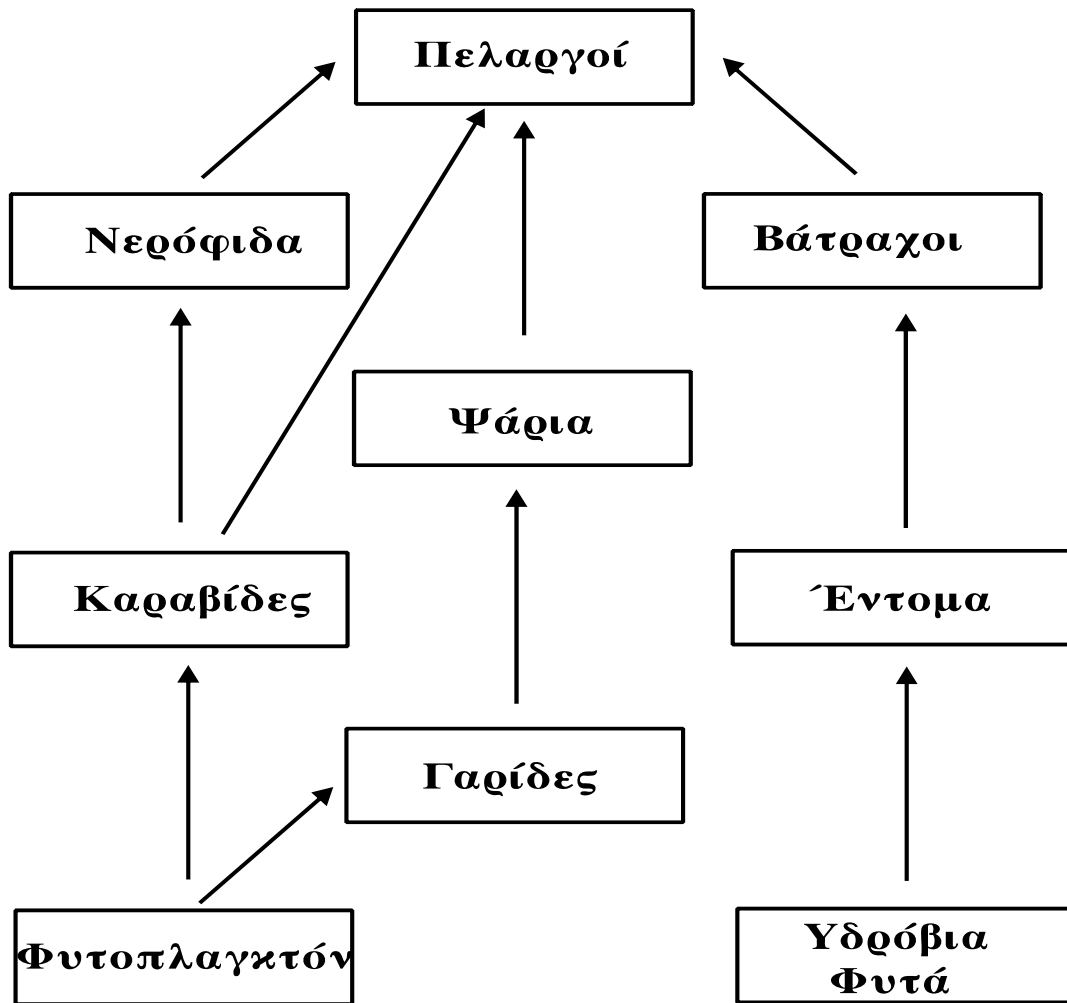 Πελαργοί
Νερόφιδα
Βάτραχοι
Ψάρια
Καραβίδες
Έντομα
Γαρίδες
Φυτοπλαγκτόν
Υδρόβια
Φυτά